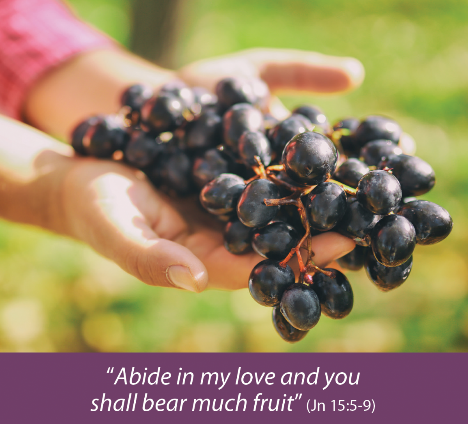 “Abide in my love and you
shall bear much fruit” (Jn 15:5-9)